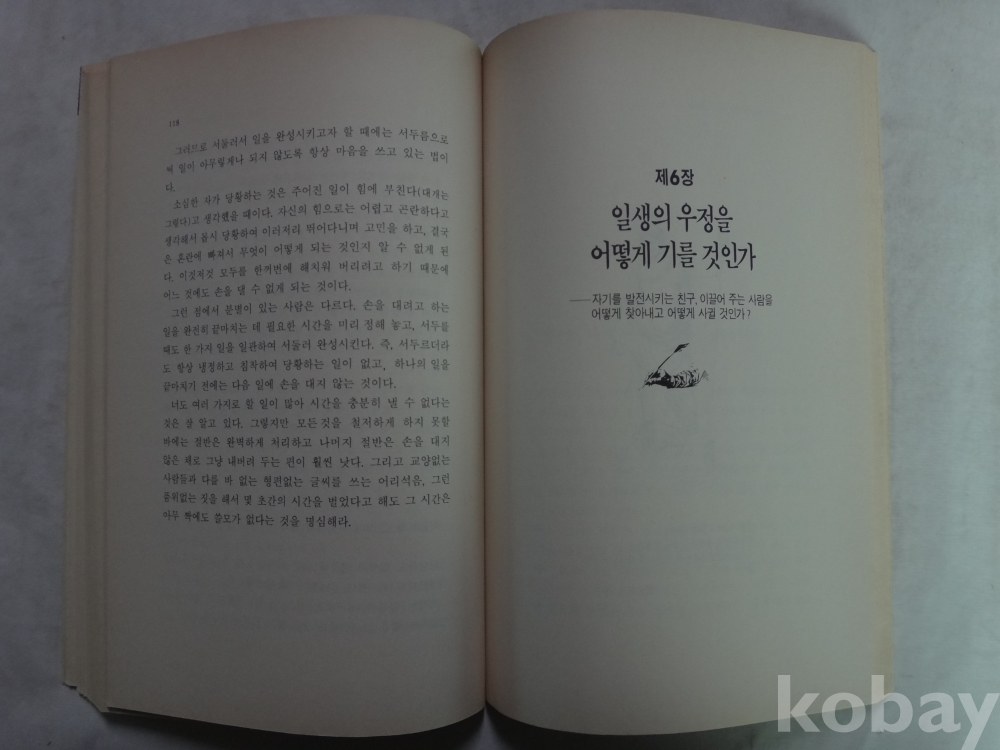 118
그러므로 서둘러서 일을 완성시키고자 할 때에는 서두름으로
써 일이 아무렇게나 되지 않도록 항상 마음을 쓰고 있는 법이
다.
소심한 자가 당황하는 것은 주어진 일이 힘에 부친다(대개는
그렇다)고 생각했을 때이다. 자신의 힘으로는 어렵고 곤란하다고
생각해서 몹시 당황하여 이리저리 뛰어다니며 고민을 하고, 결국
은 혼란에 빠져서 무엇이 어떻게 되는 것인지 알 수 없게 된
다. 이것저것 모두를 한꺼번에 해치워 버리려고 하기 때문에
어느 것에도 손을 댈 수 없게 되는 것이다.
그런 점에서 분별이 있는 사람은 다르다. 손을 대려고 하는
일을 완전히 끝마치는 데 필요한 시간을 미리 정해 놓고, 서두를
때도 한 가지 일을 일관하여 서둘러 완성시킨다. 즉, 서두르더라
도 항상 냉정하고 침착하여 당황하는 일이 없고, 하나의 일을
끝마치기 전에는 다음 일에 손을 대지 않는 것이다.
너도 여러 가지로 할 일이 많아 시간을 충분히 낼 수 없다는
것은 잘 알고 있다. 그렇지만 모든 것을 철저하게 하지 못할
바에는 절반은 완벽하게 처리하고 나머지 절반은 손을 대지
않은 채로 그냥 내버려 두는 편이 훨씬 낫다. 그리고 교양없는
사람들과 다를 바 없는 형편없는 글씨를 쓰는 어리석음, 그런
품위없는 짓을 해서 몇 초간의 시간을 벌었다고 해도 그 시간은
아무 짝에도 쓸모가 없다는 것을 명심해라.
제6장
일생의 우정을
어떻게 기를 것인가
──자기를 발전시키는 친구, 이끌어 주는 사람을
어떻게 찾아내고 어떻게 사귈 것인가?
kobay